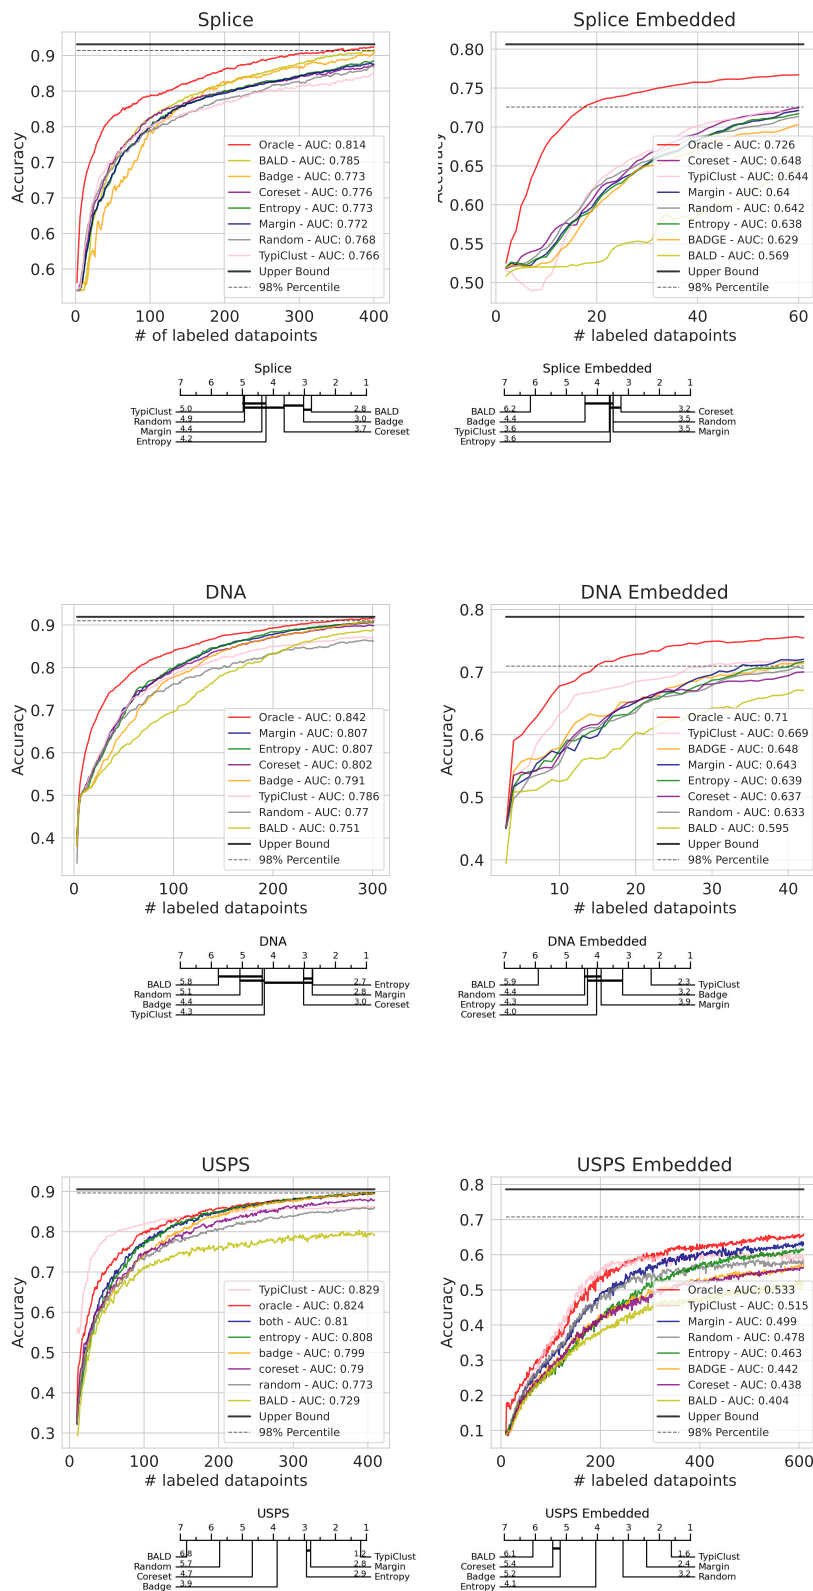 Splice
0.9
0.8
0.8
0.7
0.7
0.6
0.6
Accuracy
Oracle - AUC: 0.814
BALD - AUC: 0.785
Badge - AUC: 0.773
Coreset - AUC: 0.776
Entropy - AUC: 0.773
Margin - AUC: 0.772
Random - AUC: 0.768
TypiClust - AUC: 0.766
Upper Bound
98% Percentile
0 100 200 300 400
# of labeled datapoints
Splice Embedded
0.80
0.75
0.70
0.65
0.60
0.55
0.50
Accuracy
Oracle - AUC: 0.726
Coreset - AUC: 0.648
TypiClust - AUC: 0.644
Margin - AUC: 0.64
Random - AUC: 0.642
Entropy - AUC: 0.638
BADGE - AUC: 0.629
BALD - AUC: 0.569
Upper Bound
98% Percentile
0 20 40 60
# labeled datapoints
Splice
7 6 5 4 3 2 1
TypiClust 5.0 2.8 BALD
Random 4.9 3.0 Badge
Margin 4.4 3.7 Coreset
Entropy 4.2
Splice Embedded
7 6 5 4 3 2 1
BALD 6.2 3.2 Coreset
Badge 4.4 3.5 Random
TypiClust 3.6 3.5 Margin
Entropy 3.6
DNA
0.9
0.8
0.7
0.6
0.5
0.4
Accuracy
Oracle - AUC: 0.842
Margin - AUC: 0.807
Entropy - AUC: 0.807
Coreset - AUC: 0.802
Badge - AUC: 0.791
TypiClust - AUC: 0.786
Random - AUC: 0.77
BALD - AUC: 0.751
Upper Bound
98% Percentile
0 100 200 300
# labeled datapoints
DNA Embedded
0.8
0.7
0.6
0.5
0.4
Accuracy
Oracle - AUC: 0.71
TypiClust - AUC: 0.669
BADGE - AUC: 0.648
Margin - AUC: 0.643
Entropy - AUC: 0.639
Coreset - AUC: 0.637
Random - AUC: 0.633
BALD - AUC: 0.595
Upper Bound
98% Percentile
10 20 30 40
# labeled datapoints
DNA
7 6 5 4 3 2 1
BALD 5.8 2.7 Entropy
Random 5.1 2.8 Margin
Badge 4.4 3.0 Coreset
TypiClust 4.3
DNA Embedded
7 6 5 4 3 2 1
BALD 5.9 2.3 TypiClust
Random 4.4 3.2 Badge
Entropy 4.3 3.9 Margin
Coreset 4.0
USPS
0.9
0.8
0.7
0.6
0.5
0.4
0.3
Accuracy
TypiClust - AUC: 0.829
oracle - AUC: 0.824
both - AUC: 0.81
entropy - AUC: 0.808
badge - AUC: 0.799
coreset - AUC: 0.79
random - AUC: 0.773
BALD - AUC: 0.729
Upper Bound
98% Percentile
0 100 200 300 400
# labeled datapoints
USPS Embedded
0.8
0.7
0.6
0.5
0.4
0.3
0.2
0.1
Accuracy
Oracle - AUC: 0.533
TypiClust - AUC: 0.515
Margin - AUC: 0.499
Random - AUC: 0.478
Entropy - AUC: 0.463
BADGE - AUC: 0.442
Coreset - AUC: 0.438
BALD - AUC: 0.404
Upper Bound
98% Percentile
0 200 400 600
# labeled datapoints
USPS
7 6 5 4 3 2 1
BALD 6.8 1.2 TypiClust
Random 5.7 2.8 Margin
Coreset 4.7 2.9 Entropy
Badge 3.9
USPS Embedded
7 6 5 4 3 2 1
BALD 6.1 1.6 TypiClust
Coreset 5.4 2.4 Margin
Badge 5.2 3.2 Random
Entropy 4.1